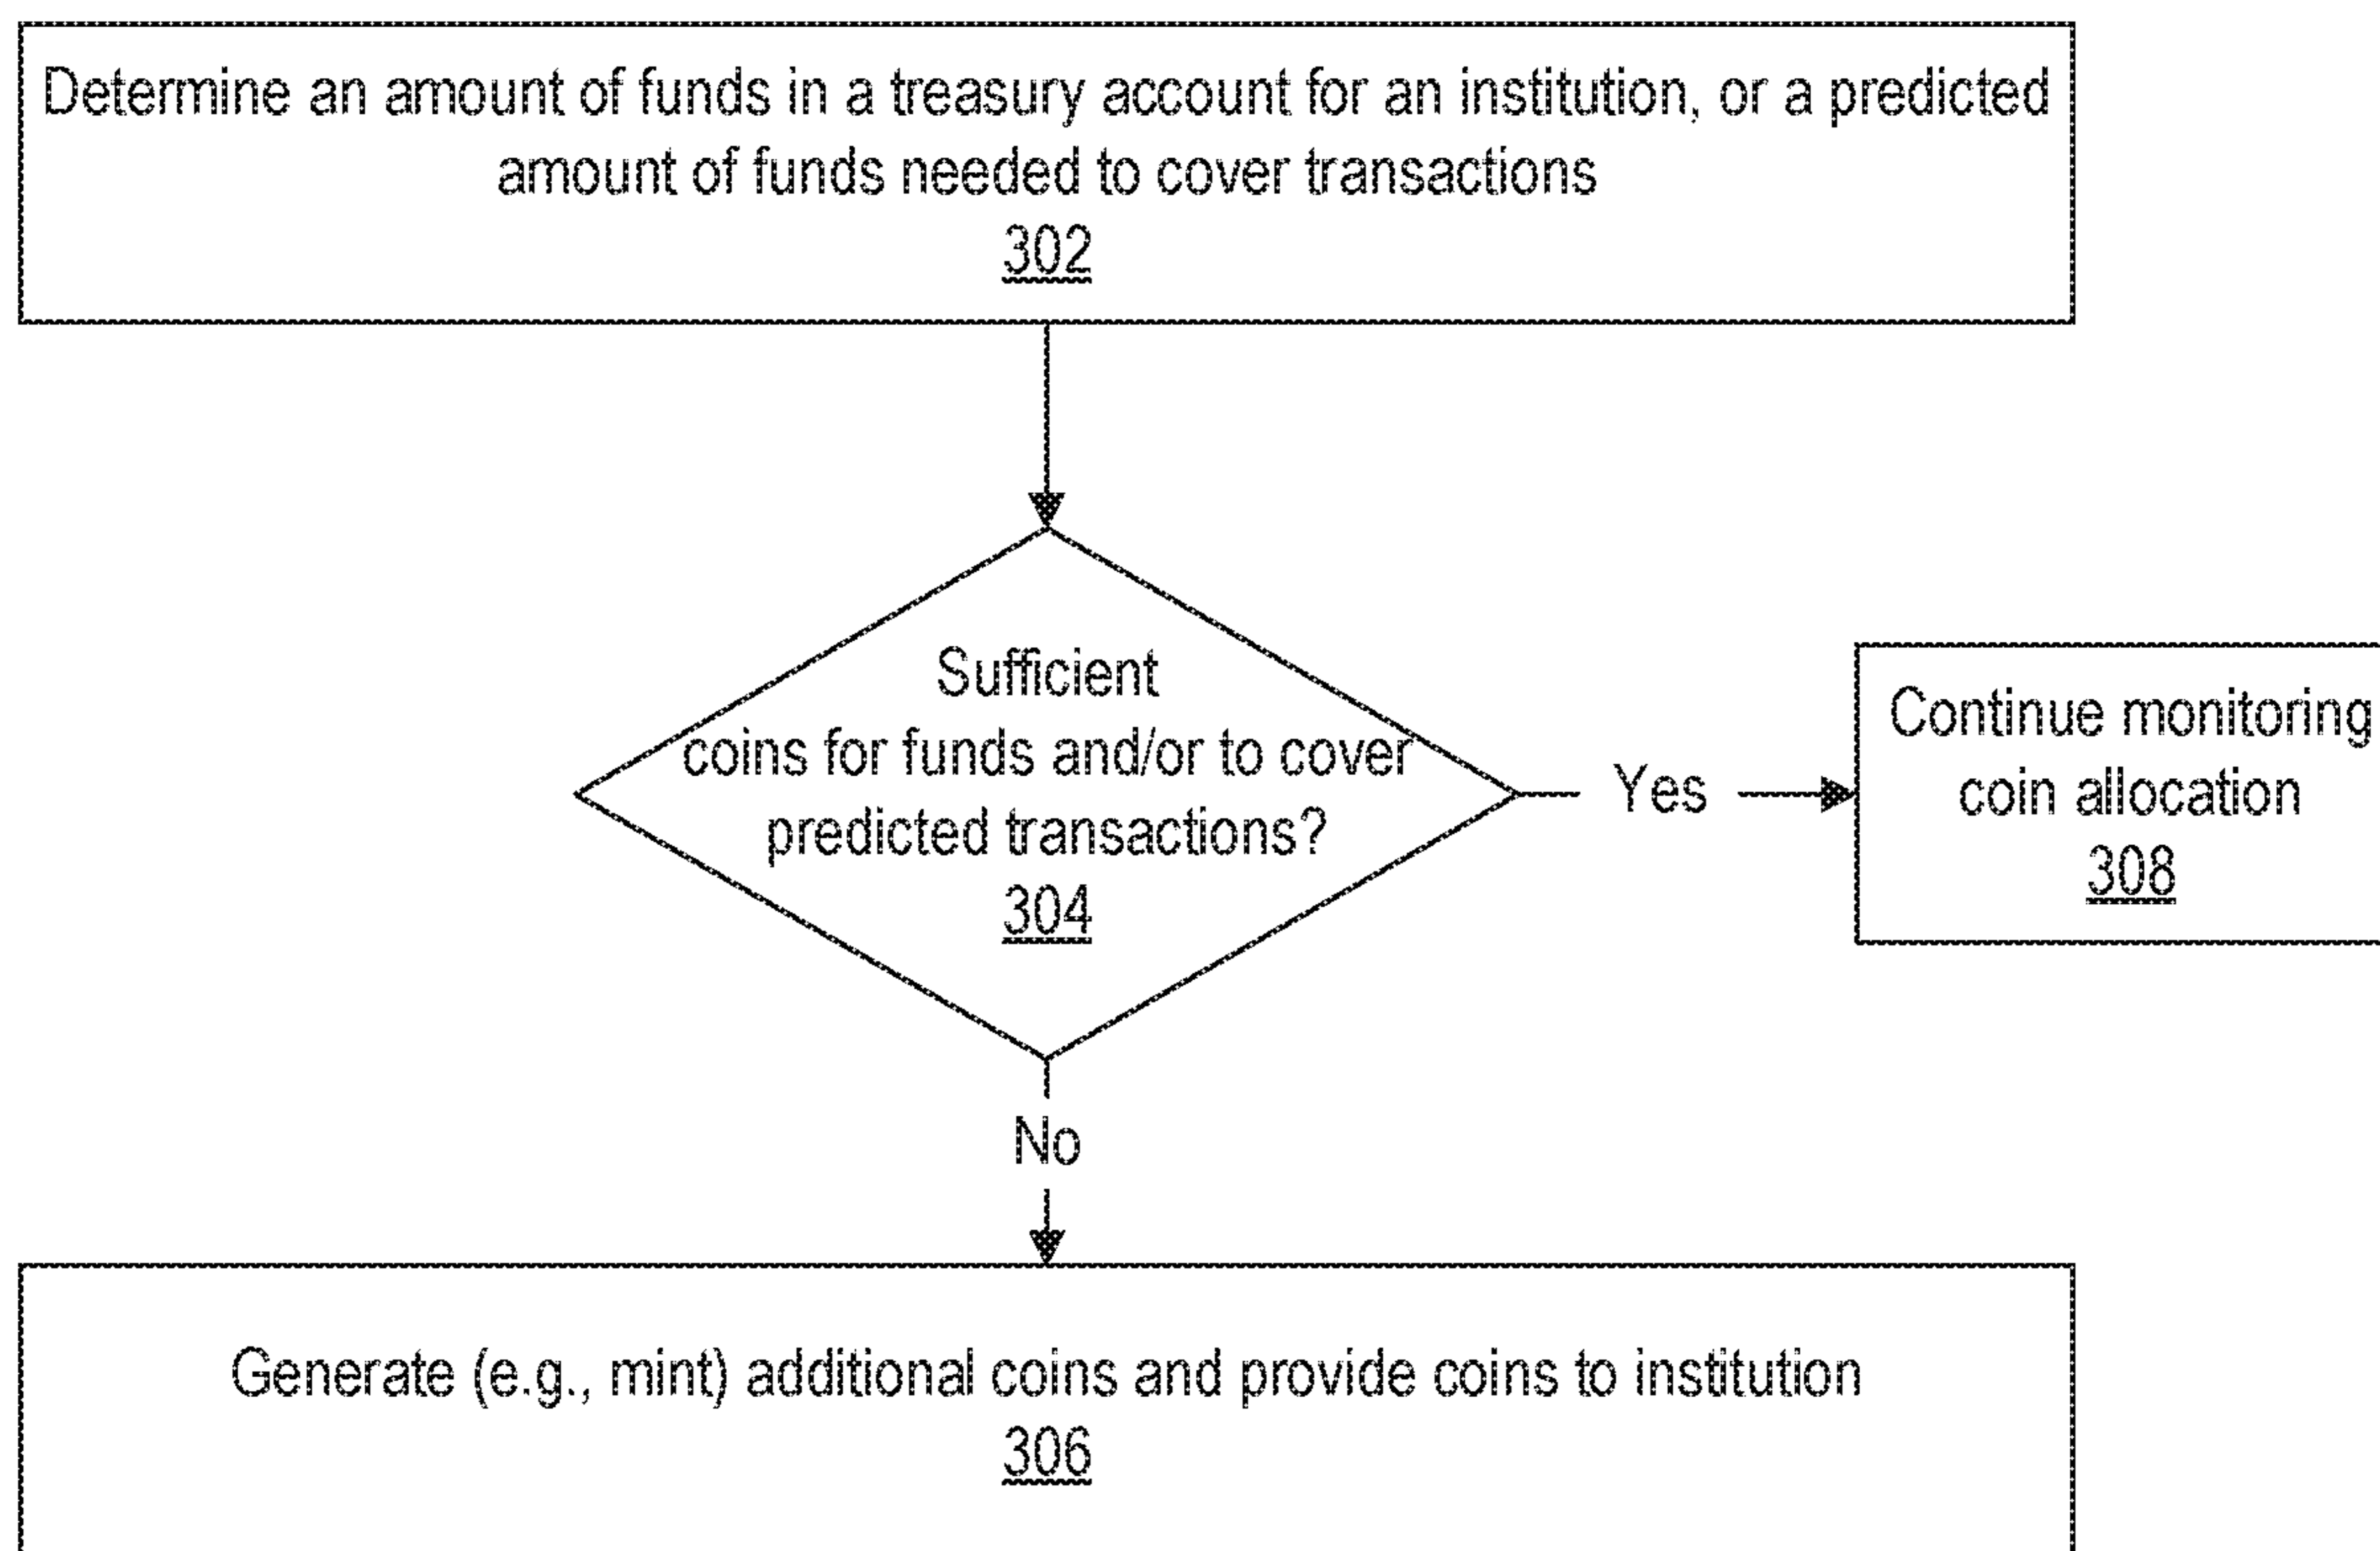 Determine an amount of funds in a treasury account for an institution, or a predicted
amount of funds needed to cover transactions
302
Sufficient
coins for funds and/or to cover
predicted transactions?
304
Yes
Continue monitoring
coin allocation
308
No
Generate (e.g., mint) additional coins and provide coins to institution
306